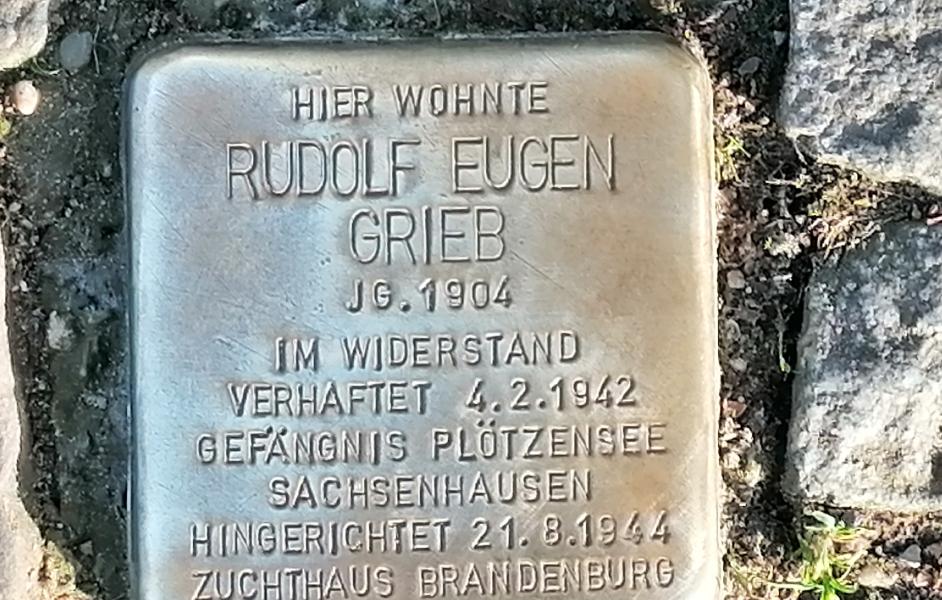 HIER WOHNTE
RUDOLF EUGEN
GRIEB
JG. 1904
IM WIDERSTAND
VERHAFTET 4.2.1942
GEFÄNGNIS PLÖTZENSEE
SACHSENHAUSEN
HINGERICHTET 21.8.1944
ZUCHTHAUS BRANDENBURG